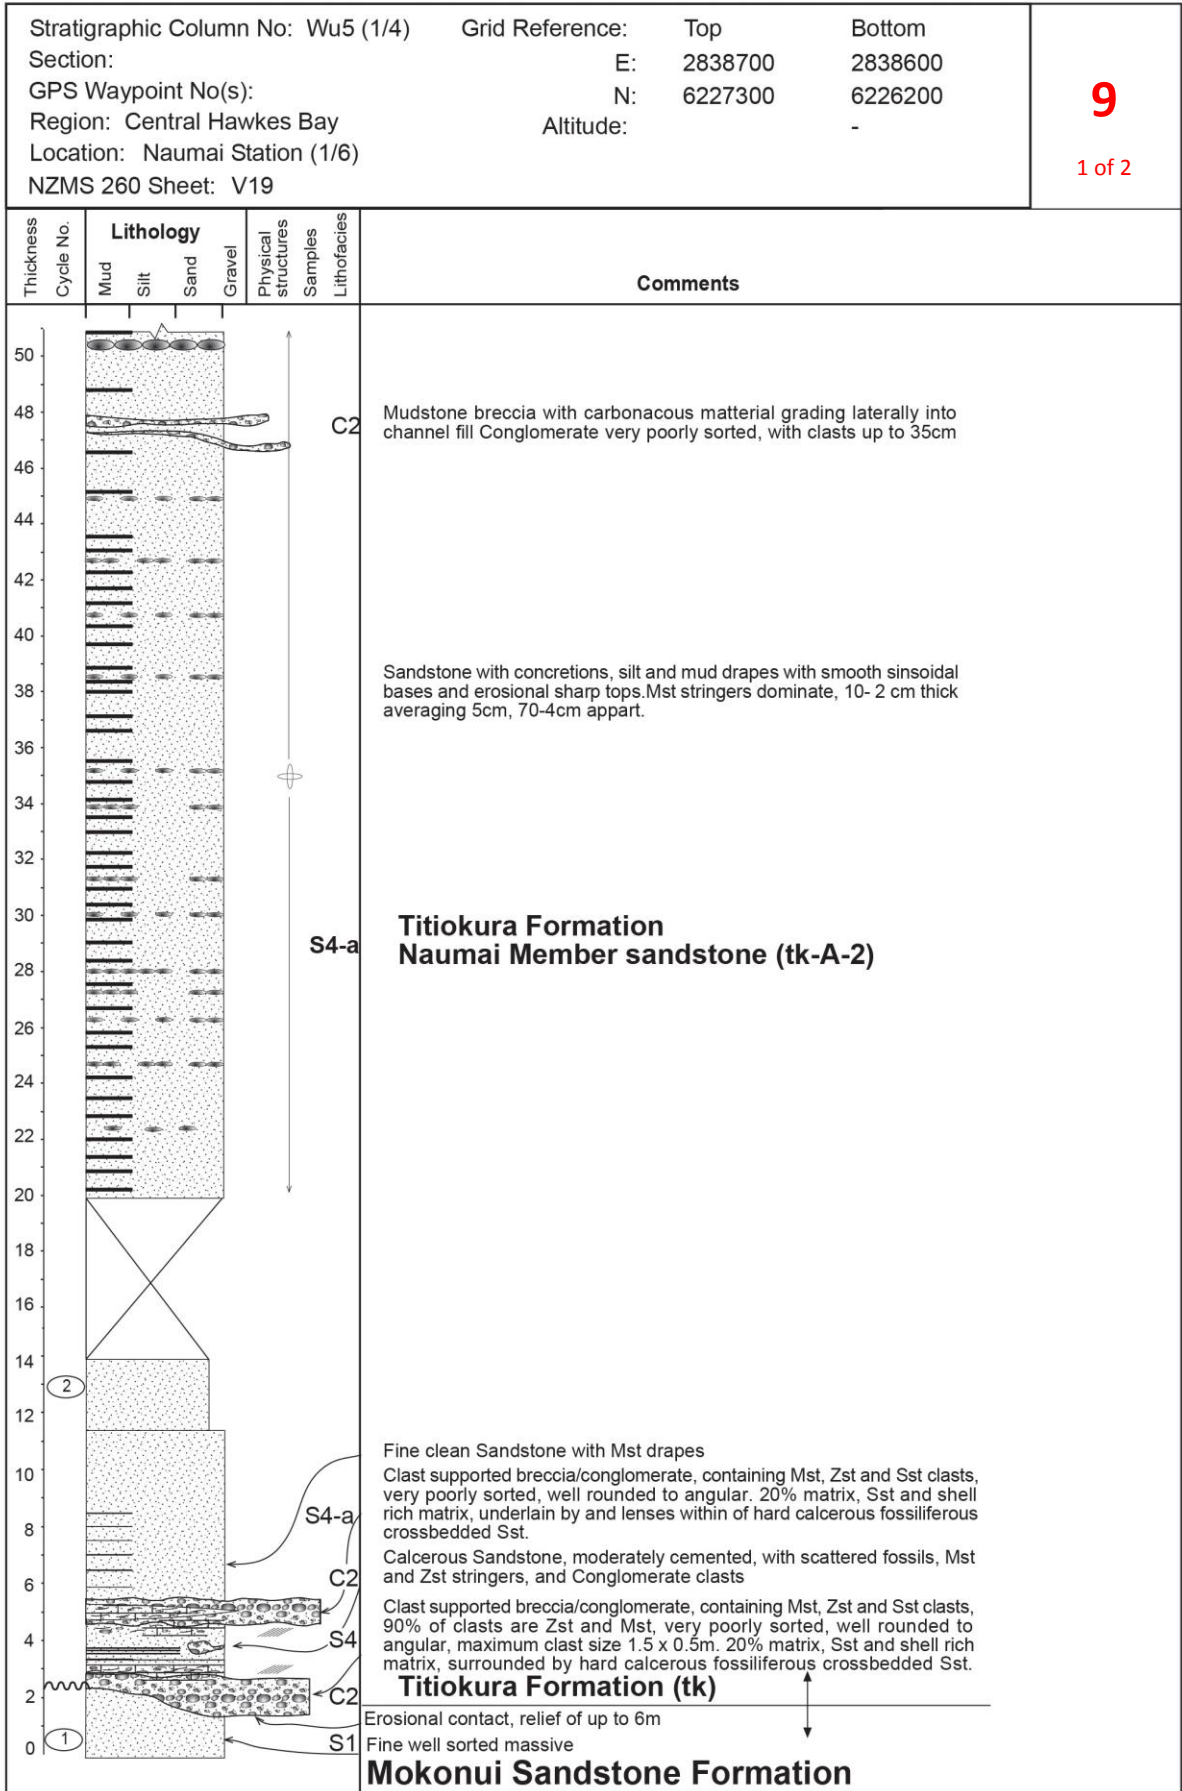 Stratigraphic Column No: Wu5 (1/4) Grid Reference: Top Bottom
Section: E: 2838700 2838600
GPS Waypoint No(s): N: 6227300 6226200
Region: Central Hawkes Bay Altitude: -
Location: Naumai Station (1/6)
NZMS 260 Sheet: V19
9
1 of 2
Thickness
Cycle No.
Lithology
Mud
Silt
Sand
Gravel
Physical
structures
Samples
Lithofacies
Comments
50
48
46
44
42
40
38
36
34
32
30
28
26
24
22
20
18
16
14
12
10
8
6
4
2
0
2
1
C2
Mudstone breccia with carbonacous matterial grading laterally into
channel fill Conglomerate very poorly sorted, with clasts up to 35cm
Sandstone with concretions, silt and mud drapes with smooth sinsoidal
bases and erosional sharp tops.Mst stringers dominate, 10- 2 cm thick
averaging 5cm, 70-4cm appart.
S4-a
Titiokura Formation
Naumai Member sandstone (tk-A-2)
Fine clean Sandstone with Mst drapes
S4-a
Clast supported breccia/conglomerate, containing Mst, Zst and Sst clasts,
very poorly sorted, well rounded to angular. 20% matrix, Sst and shell
rich matrix, underlain by and lenses within of hard calcerous fossiliferous
crossbedded Sst.
C2
Calcerous Sandstone, moderately cemented, with scattered fossils, Mst
and Zst stringers, and Conglomerate clasts
S4
Clast supported breccia/conglomerate, containing Mst, Zst and Sst clasts,
90% of clasts are Zst and Mst, very poorly sorted, well rounded to
angular, maximum clast size 1.5 x 0.5m. 20% matrix, Sst and shell rich
matrix, surrounded by hard calcerous fossiliferous crossbedded Sst.
C2
Titiokura Formation (tk)
Erosional contact, relief of up to 6m
S1
Fine well sorted massive
Mokonui Sandstone Formation